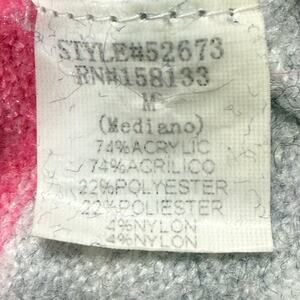 STYLE#52673
RN#158133
M
(Mediano)
74%ACRYLIC
74%ACRILICO
22%POLYESTER
22%POLIESTER
4%NYLON
4%NYLON